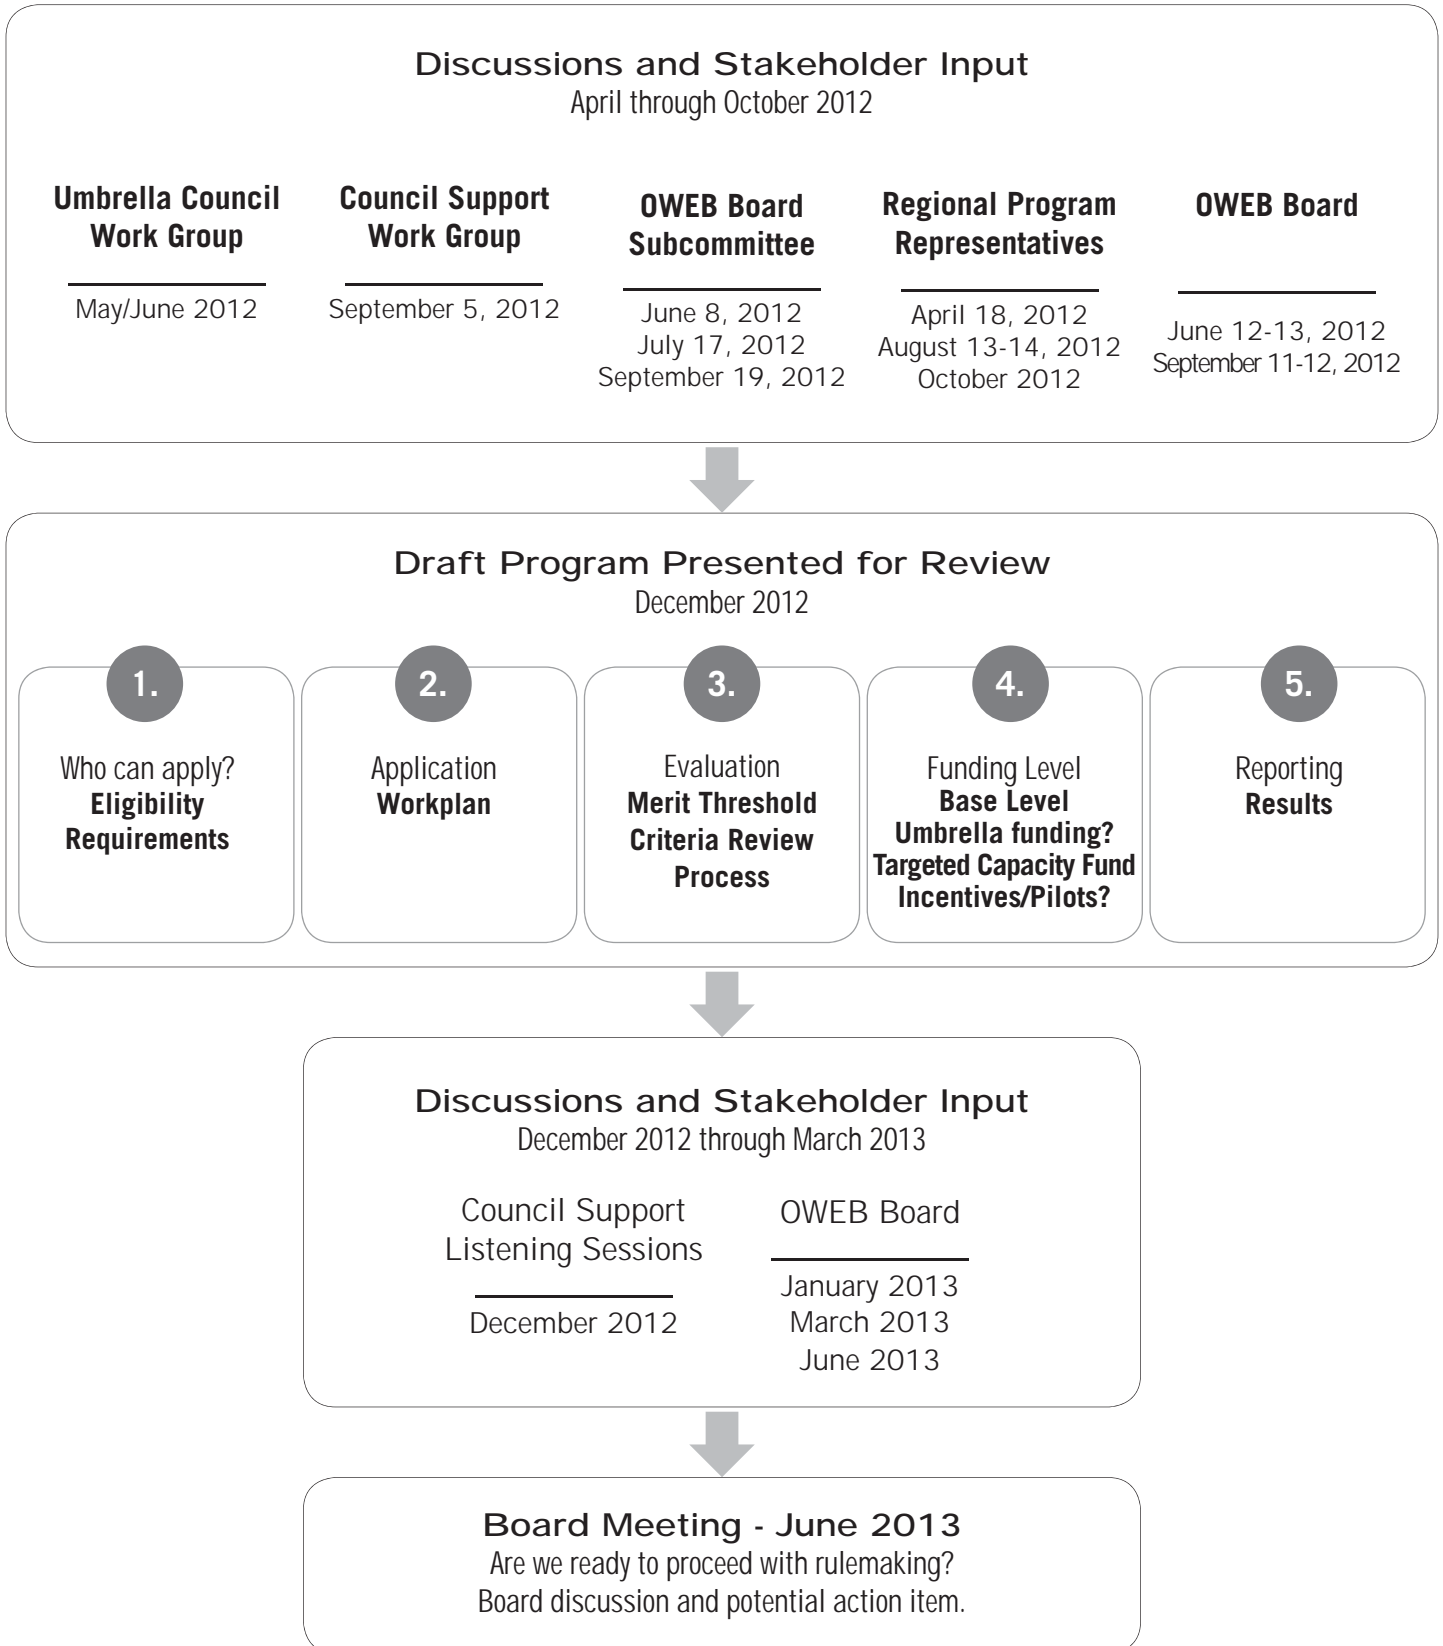 Discussions and Stakeholder Input
April through October 2012
Umbrella Council
Work Group
May/June 2012
Council Support
Work Group
September 5, 2012
OWEB Board
Subcommittee
June 8, 2012
July 17, 2012
September 19, 2012
Regional Program
Representatives
April 18, 2012
August 13-14, 2012
October 2012
OWEB Board
June 12-13, 2012
September 11-12, 2012
Draft Program Presented for Review
December 2012
1.
Who can apply?
Eligibility
Requirements
2.
Application
Workplan
3.
Evaluation
Merit Threshold
Criteria Review
Process
4.
Funding Level
Base Level
Umbrella funding?
Targeted Capacity Fund
Incentives/Pilots?
5.
Reporting
Results
Discussions and Stakeholder Input
December 2012 through March 2013
Council Support
Listening Sessions
December 2012
OWEB Board
January 2013
March 2013
June 2013
Board Meeting - June 2013
Are we ready to proceed with rulemaking?
Board discussion and potential action item.